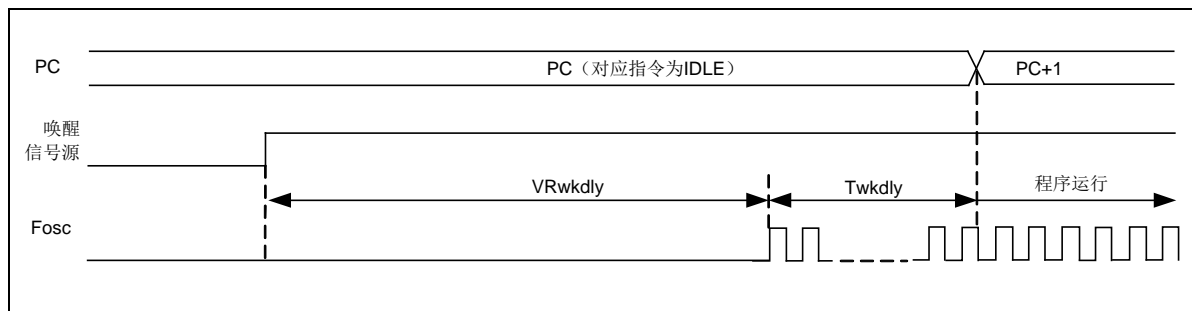 PC
PC（对应指令为IDLE）
PC+1
唤醒
信号源
VRwkdly
Twkdly
程序运行
Fosc